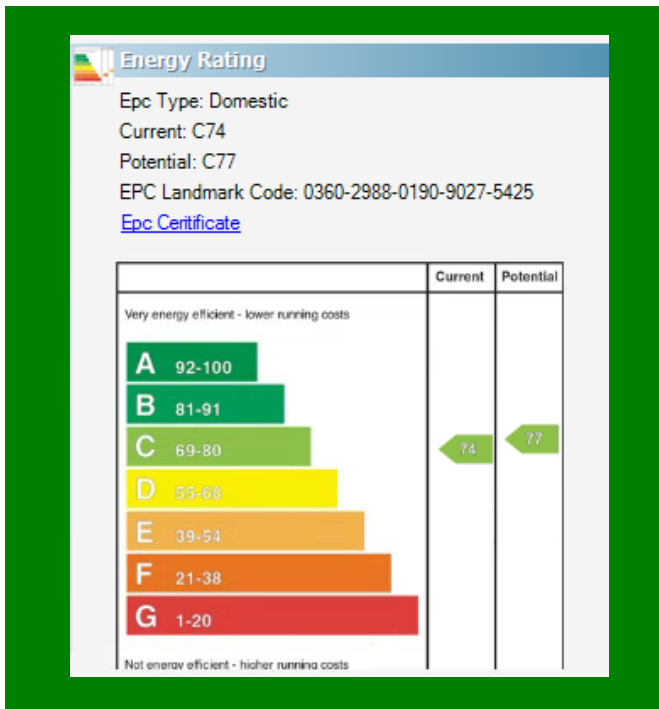 Energy Rating
Epc Type: Domestic
Current: C74
Potential: C77
EPC Landmark Code: 0360-2988-0190-9027-5425
Epc Ceritificate
Current Potential
Very energy efficient - lower running costs
A 92-100
B 81-91
C 69-80 74 77
D 55-68
E 39-54
F 21-38
G 1-20
Not energy efficient - higher running costs